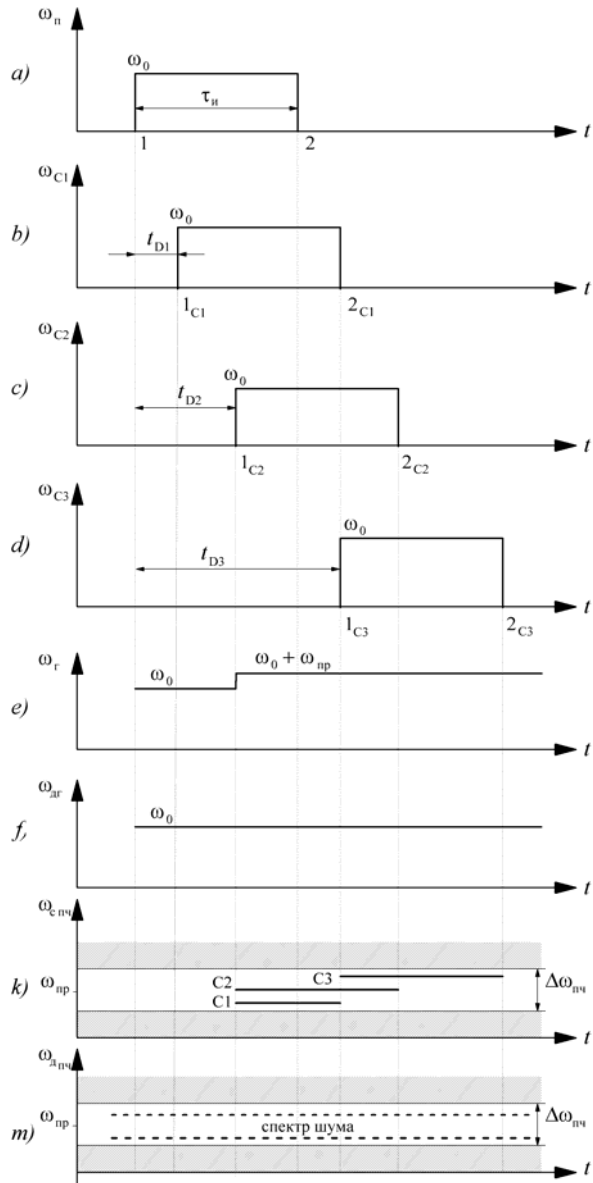 ωп
ω0
a)
τи
1
2
t
ωC1
ω0
b)
tD1
1C1
2C1
t
ωC2
ω0
c)
tD2
1C2
2C2
t
ωC3
ω0
d)
tD3
1C3
2C3
t
ωг
ω0 + ωпр
ω0
e)
t
ωдг
ω0
f,
t
ωс пч
C3
C2
ωпр
Δωпч
k)
C1
t
ωд пч
ωпр
Δωпч
спектр шума
m)
t